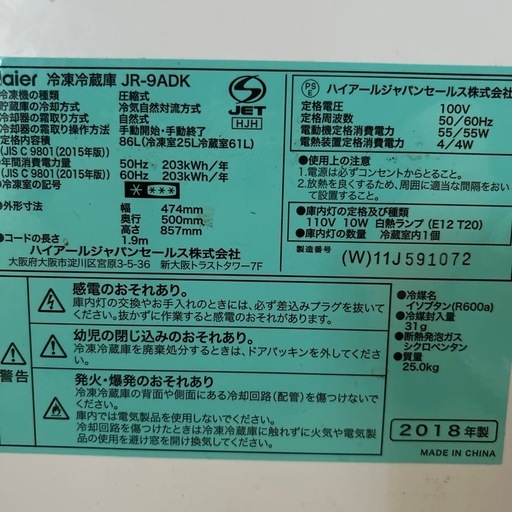 aier 冷凍冷蔵庫 JR-9ADK
冷凍機の種類 圧縮式
貯蔵庫の冷却方式 冷気自然対流方式
冷却器の霜取り方式 自然式
冷却器の霜取り操作方法 手動開始・手動終了
定格内容積 86L(冷凍室25L冷蔵室61L)
(JIS C 9801(2015年版))
年間消費電力量 50Hz 203kWh/年
(JIS C 9801(2015年版)) 60Hz 203kWh/年
冷凍室の記号
外形寸法 幅 474mm
奥行 500mm
高さ 857mm
コードの長さ 1.9m
ハイアールジャパンセールス株式会社
大阪府大阪市淀川区宮原3-5-36 新大阪トラストタワー7F
JET
HJH
PS
E
ハイアールジャパンセールス株式会社
定格電圧 100V
定格周波数 50/60Hz
電動機定格消費電力 55/55W
電熱装置定格消費電力 4/4W
●使用上の注意
1.電源は必ずコンセントからとること。
2.放熱を良くするため、周囲に適当な間隔をおいて
設置すること。
●庫内灯の定格及び種類
110V 10W 白熱ランプ(E12 T20)
●庫内灯の数量 冷蔵室内1個
製造番号 (W)11J591072
警告
感電のおそれあり。
庫内灯の交換やお手入れのときは、必ず差込みプラグを抜いて
ください。抜かずに作業すると感電のおそれがあります。
幼児の閉じ込みのおそれあり
冷凍冷蔵庫を廃棄処分するときは、ドアパッキンを外してください。
発火・爆発のおそれあり
冷凍冷蔵庫の背面や側面にある冷却回路(配管)を傷つけない
庫内では電気製品を使用しないでください。
冷却回路を傷つけたときは冷凍冷蔵庫に触れずに火気や電気製品の
使用を避け窓を開け換気してください。
●冷媒名
イソブタン(R600a)
●冷媒封入量
31g
●断熱発泡ガス
シクロペンタン
●質量
25.0kg
2018年製
MADE IN CHINA